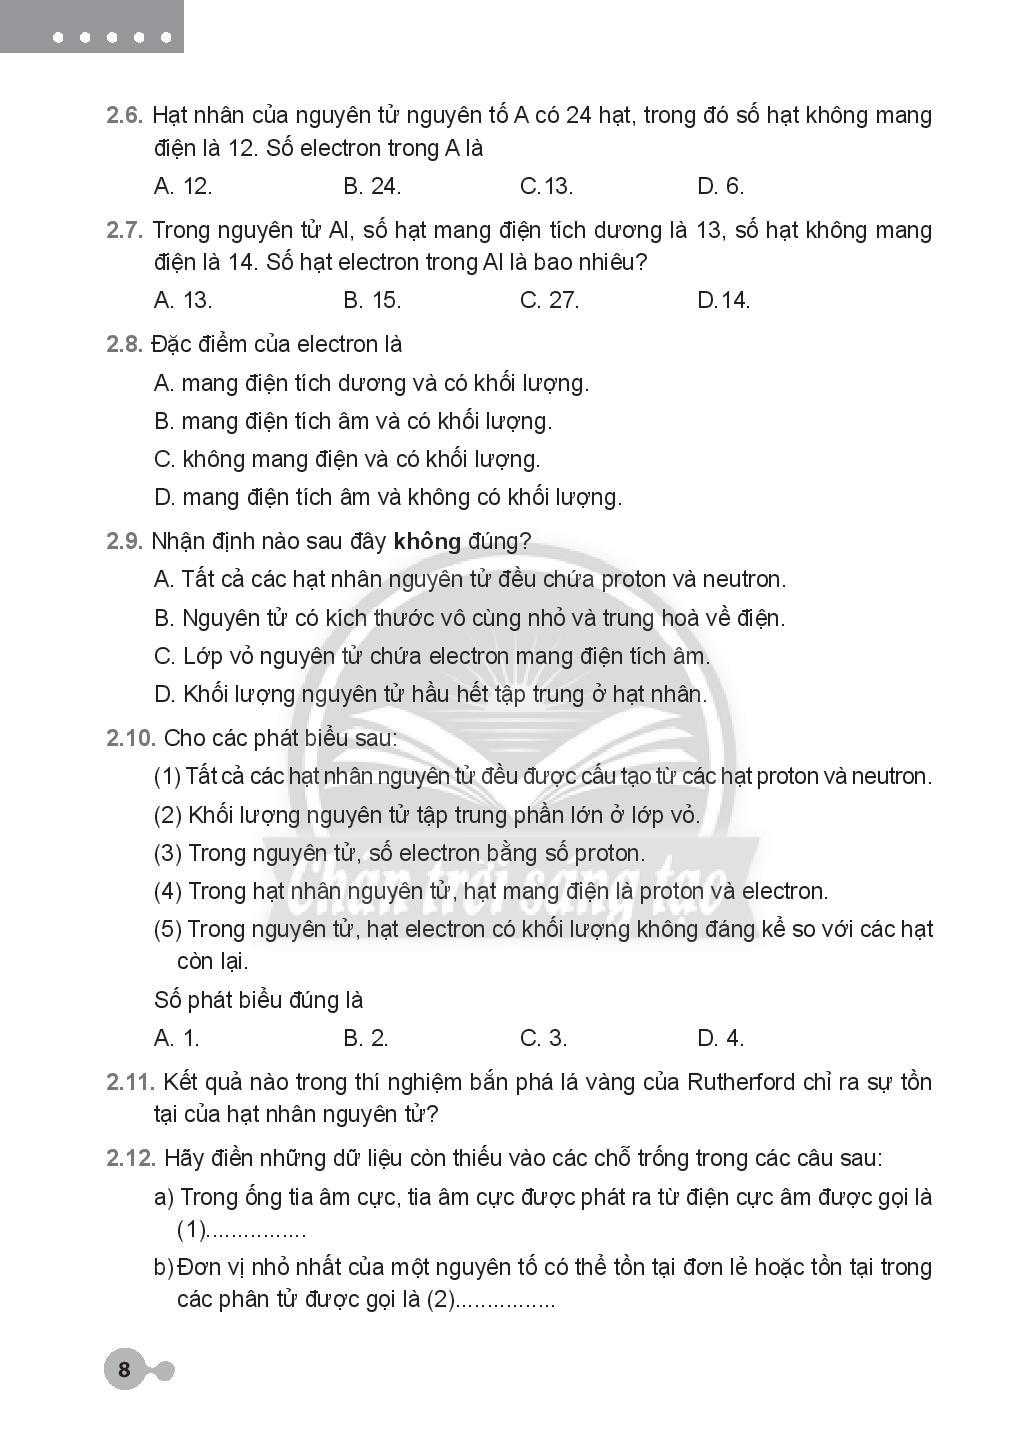 2.6. Hạt nhân của nguyên tử nguyên tố A có 24 hạt, trong đó số hạt không mang
điện là 12. Số electron trong A là
A. 12. B. 24. C.13. D. 6.
2.7. Trong nguyên tử Al, số hạt mang điện tích dương là 13, số hạt không mang
điện là 14. Số hạt electron trong Al là bao nhiêu?
A. 13. B. 15. C. 27. D.14.
2.8. Đặc điểm của electron là
A. mang điện tích dương và có khối lượng.
B. mang điện tích âm và có khối lượng.
C. không mang điện và có khối lượng.
D. mang điện tích âm và không có khối lượng.
2.9. Nhận định nào sau đây không đúng?
A. Tất cả các hạt nhân nguyên tử đều chứa proton và neutron.
B. Nguyên tử có kích thước vô cùng nhỏ và trung hoà về điện.
C. Lớp vỏ nguyên tử chứa electron mang điện tích âm.
D. Khối lượng nguyên tử hầu hết tập trung ở hạt nhân.
2.10. Cho các phát biểu sau:
(1) Tất cả các hạt nhân nguyên tử đều được cấu tạo từ các hạt proton và neutron.
(2) Khối lượng nguyên tử tập trung phần lớn ở lớp vỏ.
(3) Trong nguyên tử, số electron bằng số proton.
(4) Trong hạt nhân nguyên tử, hạt mang điện là proton và electron.
Chân trời sáng tạo
(5) Trong nguyên tử, hạt electron có khối lượng không đáng kể so với các hạt
còn lại.
Số phát biểu đúng là
A. 1. B. 2. C. 3. D. 4.
2.11. Kết quả nào trong thí nghiệm bắn phá lá vàng của Rutherford chỉ ra sự tồn
tại của hạt nhân nguyên tử?
2.12. Hãy điền những dữ liệu còn thiếu vào các chỗ trống trong các câu sau:
a) Trong ống tia âm cực, tia âm cực được phát ra từ điện cực âm được gọi là
(1)................
b) Đơn vị nhỏ nhất của một nguyên tố có thể tồn tại đơn lẻ hoặc tồn tại trong
các phân tử được gọi là (2)................
8